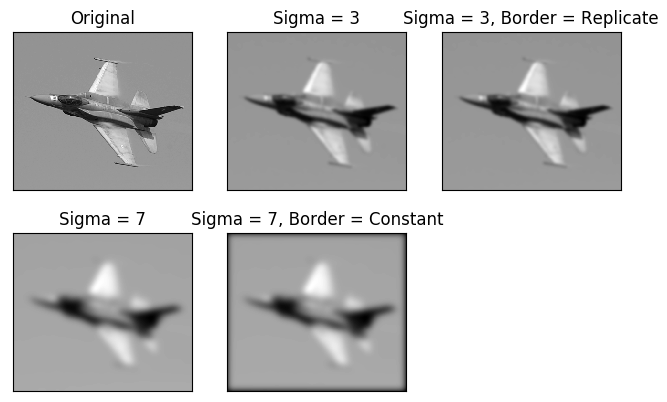 Original
Sigma = 3
Sigma = 3, Border = Replicate
Sigma = 7
Sigma = 7, Border = Constant